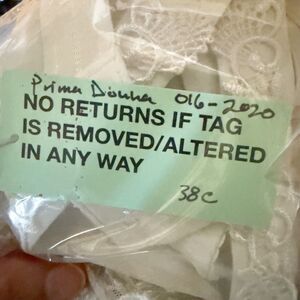 Prima Donna 016-2020
NO RETURNS IF TAG
IS REMOVED/ALTERED
IN ANY WAY
38C